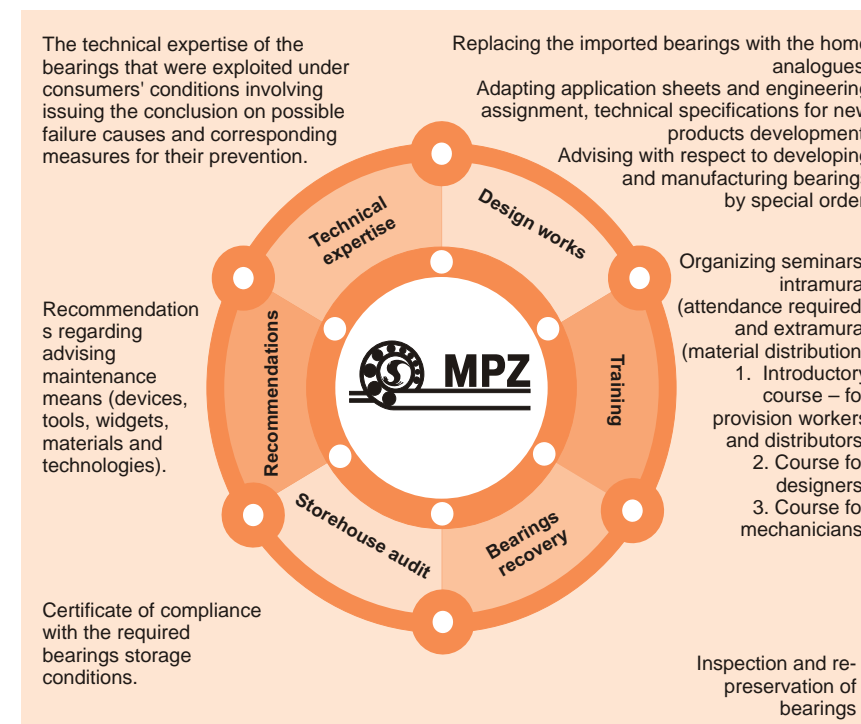 The technical expertise of the
bearings that were exploited under
consumers' conditions involving
issuing the conclusion on possible
failure causes and corresponding
measures for their prevention.
Replacing the imported bearings with the home
analogues
Adapting application sheets and engineering
assignment, technical specifications for new
products development
Advising with respect to developing
and manufacturing bearings
by special order
Technical
expertise
Design works
Recommendation
s regarding
advising
maintenance
means (devices,
tools, widgets,
materials and
technologies).
Recommendations
MPZ
Training
Organizing seminars
intramural
(attendance required
and extramural
(material distribution
1. Introductory
course – for
provision workers
and distributors
2. Course for
designers
3. Course for
mechanicians
Storehouse audit
Bearings
recovery
Certificate of compliance
with the required
bearings storage
conditions.
Inspection and re-
preservation of
bearings